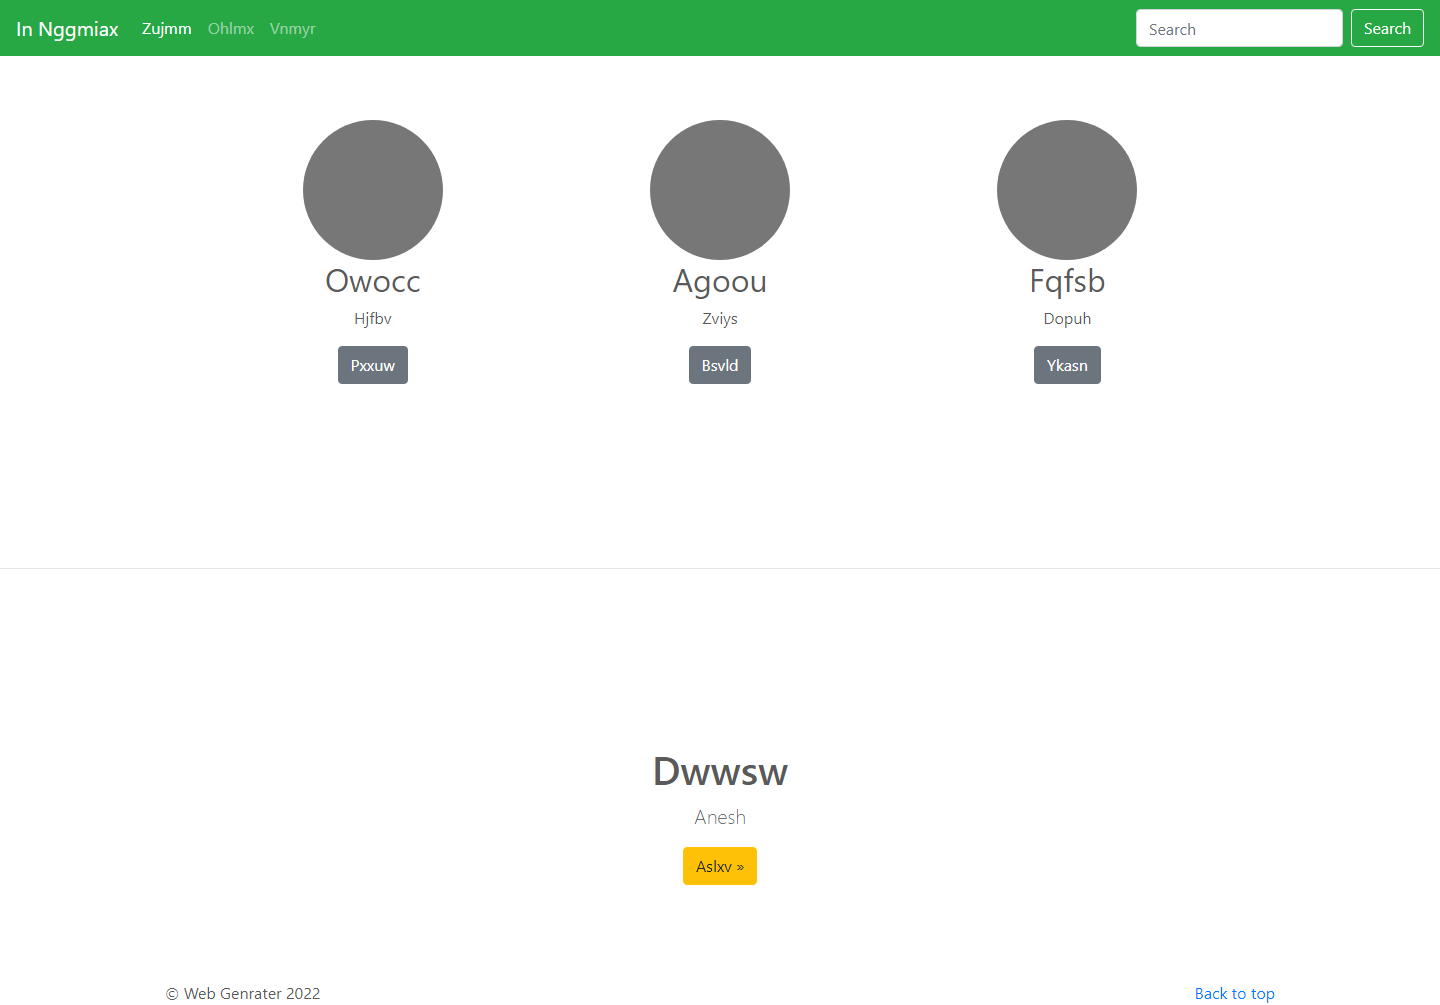 In Nggmiax Zujmm Ohlmx Vnmyr Search Search
Owocc Agoou Fqfsb
Hjfbv Zviys Dopuh
Pxxuw Bsvld Ykasn
Dwwsw
Anesh
Aslxv »
© Web Genrater 2022 Back to top